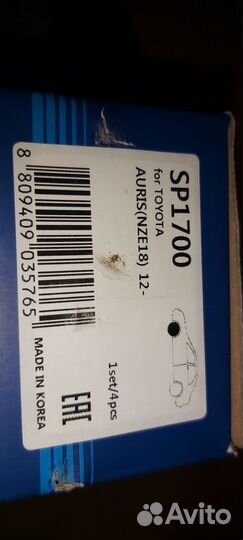 SP1700
for TOYOTA
AURIS(NZE18) 12-
1set/4pcs
8 809409 035765
MADE IN KOREA
EAC
Avito